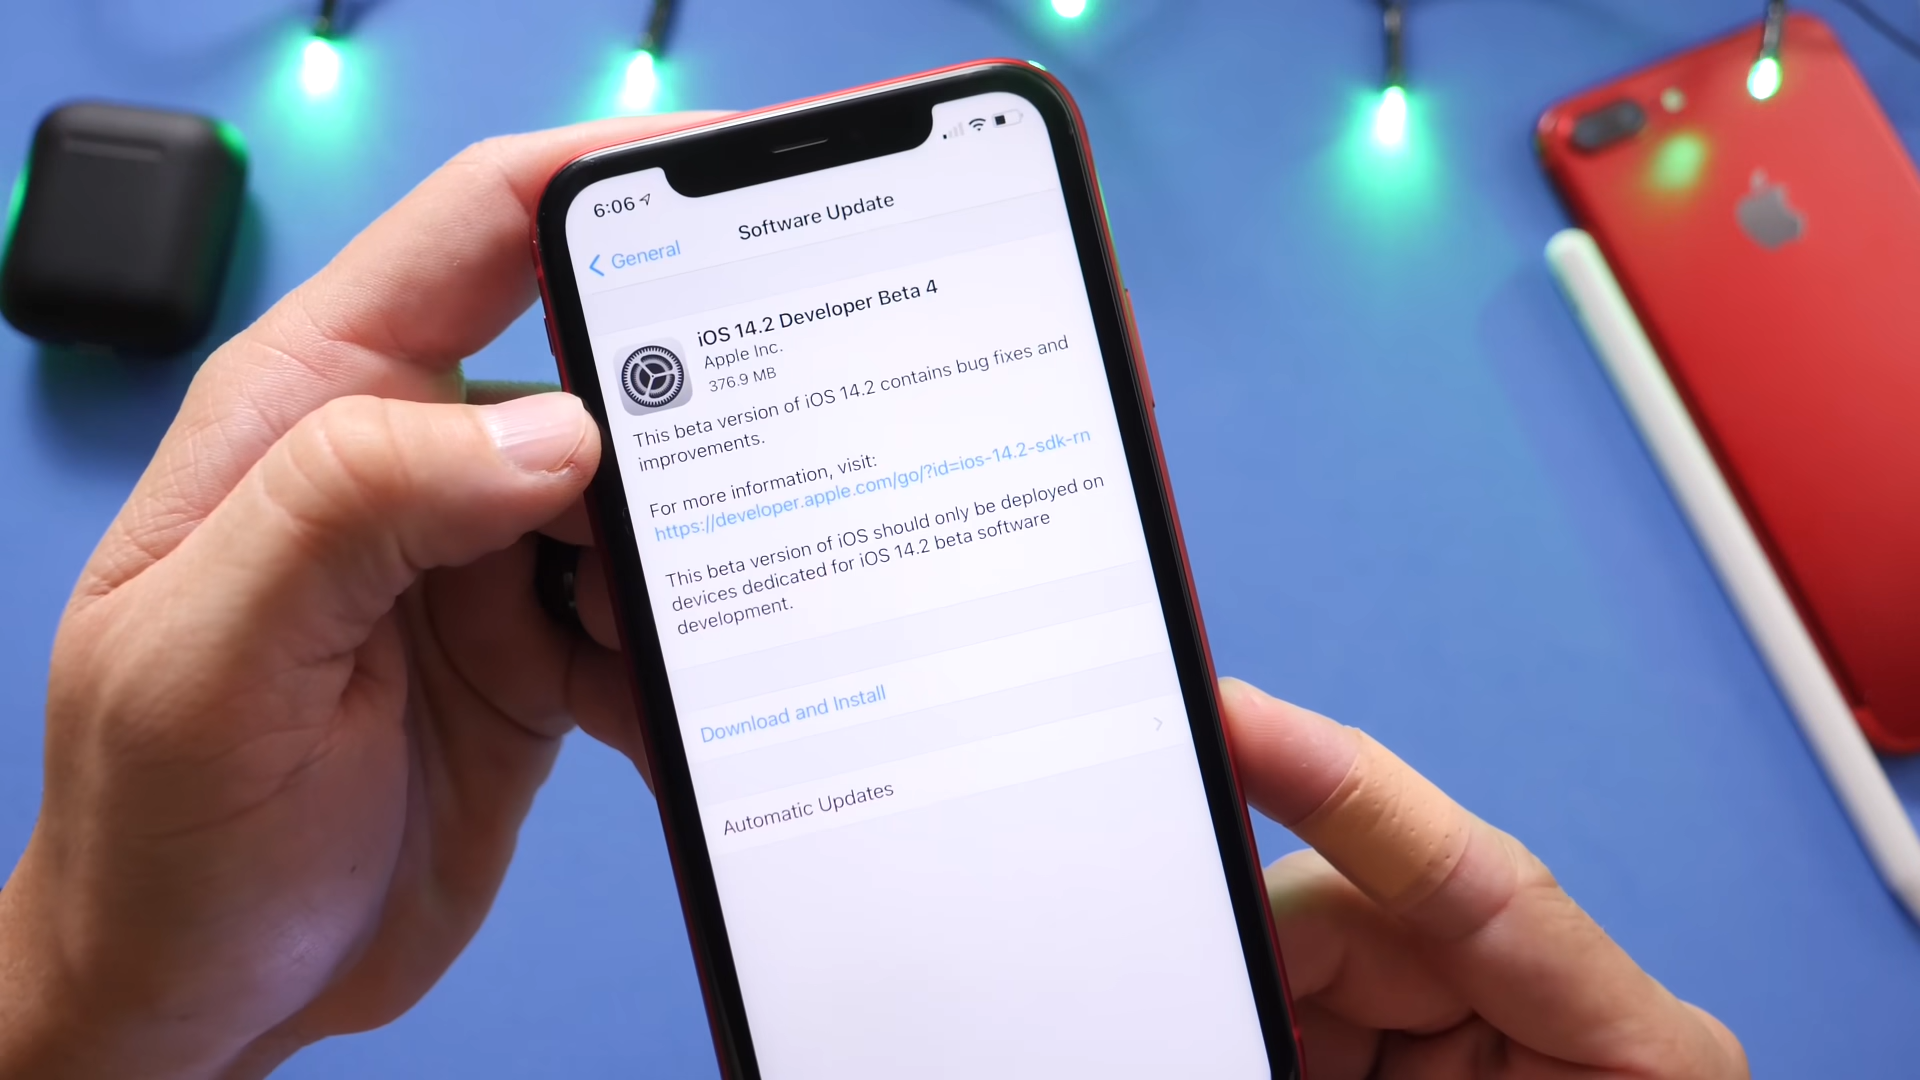 6:06
General
Software Update
iOS 14.2 Developer Beta 4
Apple Inc.
376.9 MB
This beta version of iOS 14.2 contains bug fixes and
improvements.
For more information, visit:
https://developer.apple.com/go/?id=ios-14.2-sdk-rn
This beta version of iOS should only be deployed on
devices dedicated for iOS 14.2 beta software
development.
Download and Install
Automatic Updates